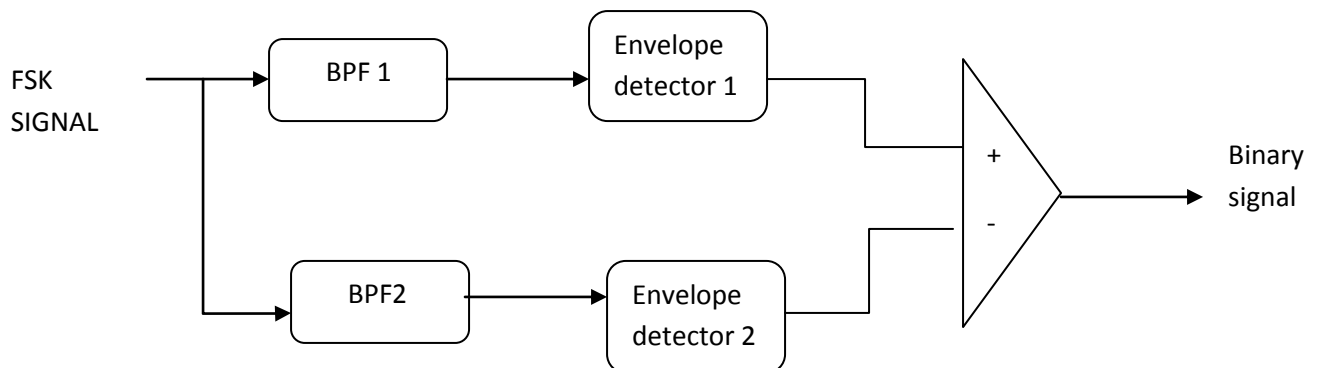 FSK
SIGNAL
BPF 1
Envelope
detector 1
+
-
Binary
signal
BPF2
Envelope
detector 2